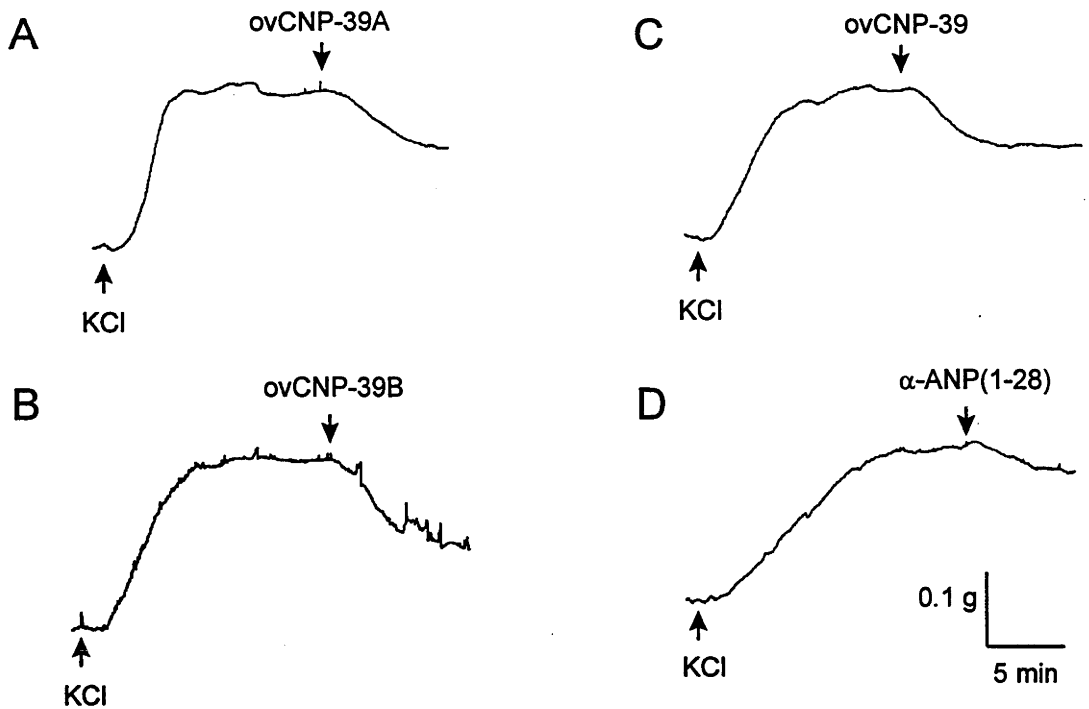 A
ovCNP-39A
KCl
B
ovCNP-39B
KCl
C
ovCNP-39
KCl
D
α-ANP(1-28)
KCl
0.1 g
5 min